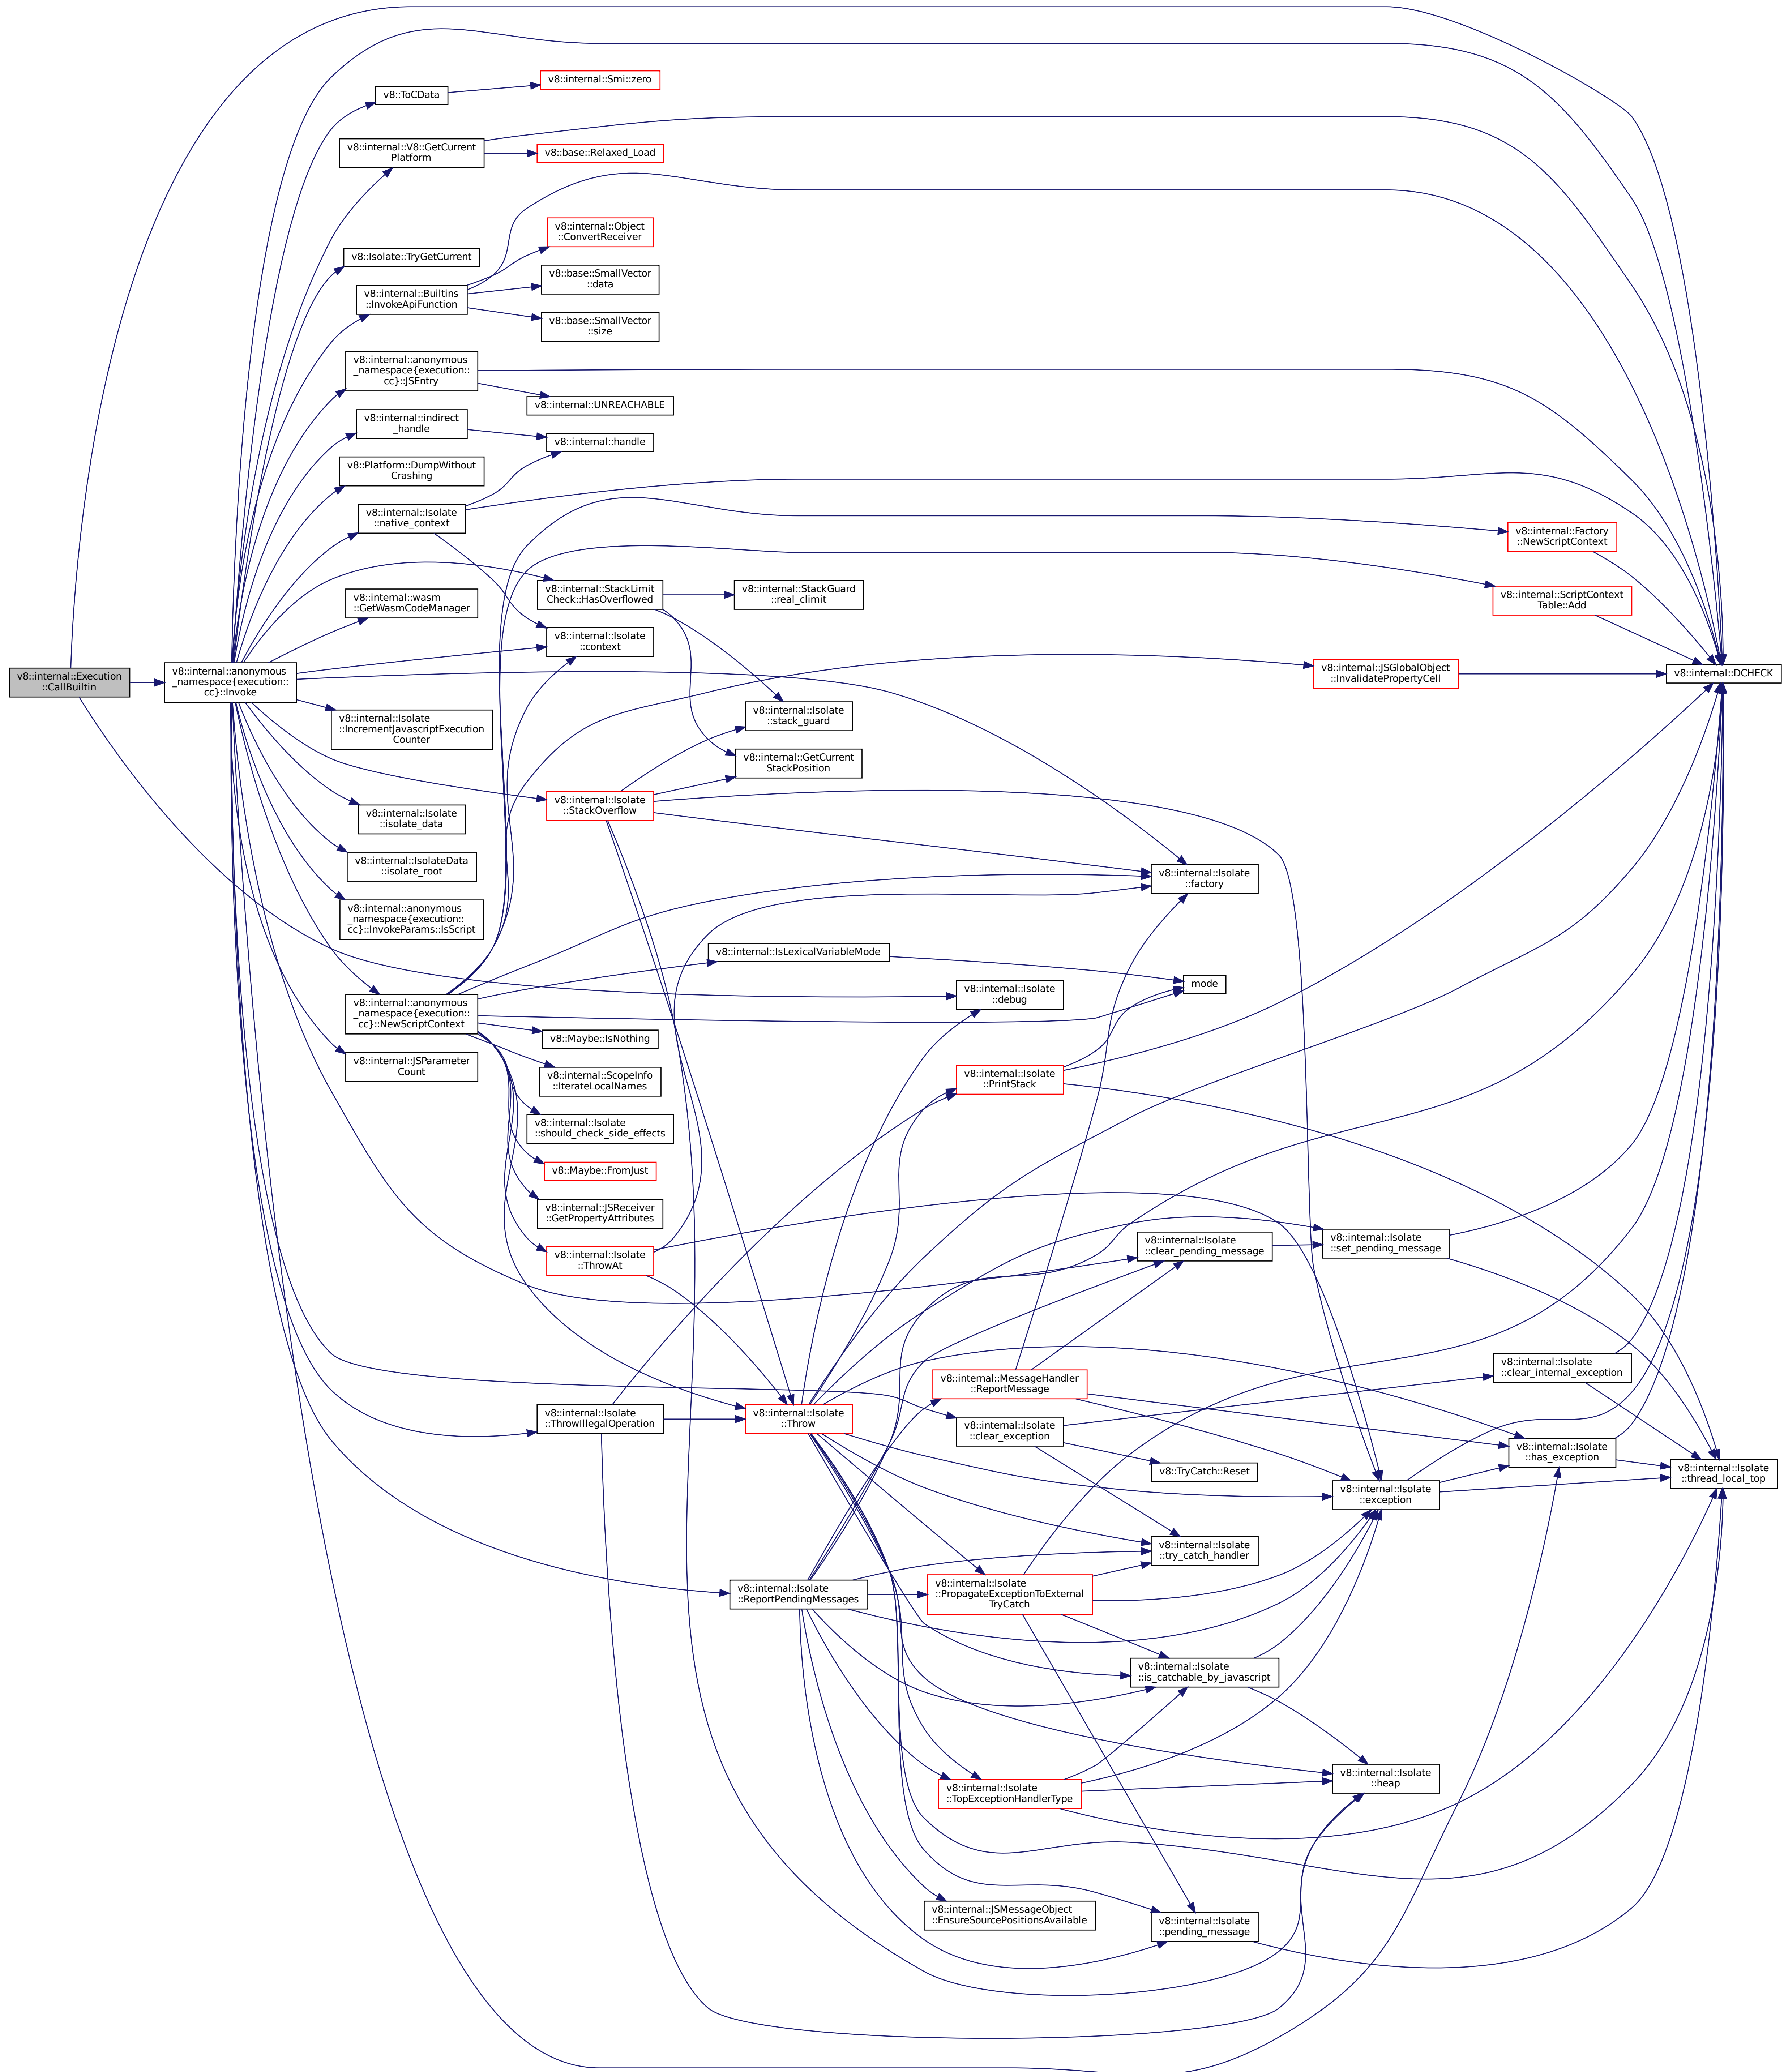 v8::internal::Smi::zero
v8::ToCData
v8::internal::V8::GetCurrent
Platform
v8::base::Relaxed_Load
v8::internal::Object
::ConvertReceiver
v8::Isolate::TryGetCurrent
v8::base::SmallVector
::data
v8::internal::Builtins
::InvokeApiFunction
v8::base::SmallVector
::size
v8::internal::anonymous
_namespace{execution::
cc}::JSEntry
v8::internal::UNREACHABLE
v8::internal::indirect
_handle
v8::internal::handle
v8::Platform::DumpWithout
Crashing
v8::internal::Isolate
::native_context
v8::internal::Factory
::NewScriptContext
v8::internal::StackLimit
Check::HasOverflowed
v8::internal::StackGuard
::real_climit
v8::internal::ScriptContext
Table::Add
v8::internal::wasm
::GetWasmCodeManager
v8::internal::Isolate
::context
v8::internal::Execution
::CallBuiltin
v8::internal::anonymous
_namespace{execution::
cc}::Invoke
v8::internal::JSGlobalObject
::InvalidatePropertyCell
v8::internal::DCHECK
v8::internal::Isolate
::IncrementJavascriptExecution
Counter
v8::internal::Isolate
::stack_guard
v8::internal::GetCurrent
StackPosition
v8::internal::Isolate
::isolate_data
v8::internal::Isolate
::StackOverflow
v8::internal::IsolateData
::isolate_root
v8::internal::Isolate
::factory
v8::internal::anonymous
_namespace{execution::
cc}::InvokeParams::IsScript
v8::internal::IsLexicalVariableMode
mode
v8::internal::anonymous
_namespace{execution::
cc}::NewScriptContext
v8::internal::Isolate
::debug
v8::Maybe::IsNothing
v8::internal::JSParameter
Count
v8::internal::ScopeInfo
::IterateLocalNames
v8::internal::Isolate
::PrintStack
v8::internal::Isolate
::should_check_side_effects
v8::Maybe::FromJust
v8::internal::JSReceiver
::GetPropertyAttributes
v8::internal::Isolate
::ThrowAt
v8::internal::Isolate
::clear_pending_message
v8::internal::Isolate
::set_pending_message
v8::internal::MessageHandler
::ReportMessage
v8::internal::Isolate
::clear_internal_exception
v8::internal::Isolate
::ThrowIllegalOperation
v8::internal::Isolate
::Throw
v8::internal::Isolate
::clear_exception
v8::TryCatch::Reset
v8::internal::Isolate
::has_exception
v8::internal::Isolate
::thread_local_top
v8::internal::Isolate
::exception
v8::internal::Isolate
::try_catch_handler
v8::internal::Isolate
::ReportPendingMessages
v8::internal::Isolate
::PropagateExceptionToExternal
TryCatch
v8::internal::Isolate
::is_catchable_by_javascript
v8::internal::Isolate
::TopExceptionHandlerType
v8::internal::Isolate
::heap
v8::internal::JSMessageObject
::EnsureSourcePositionsAvailable
v8::internal::Isolate
::pending_message